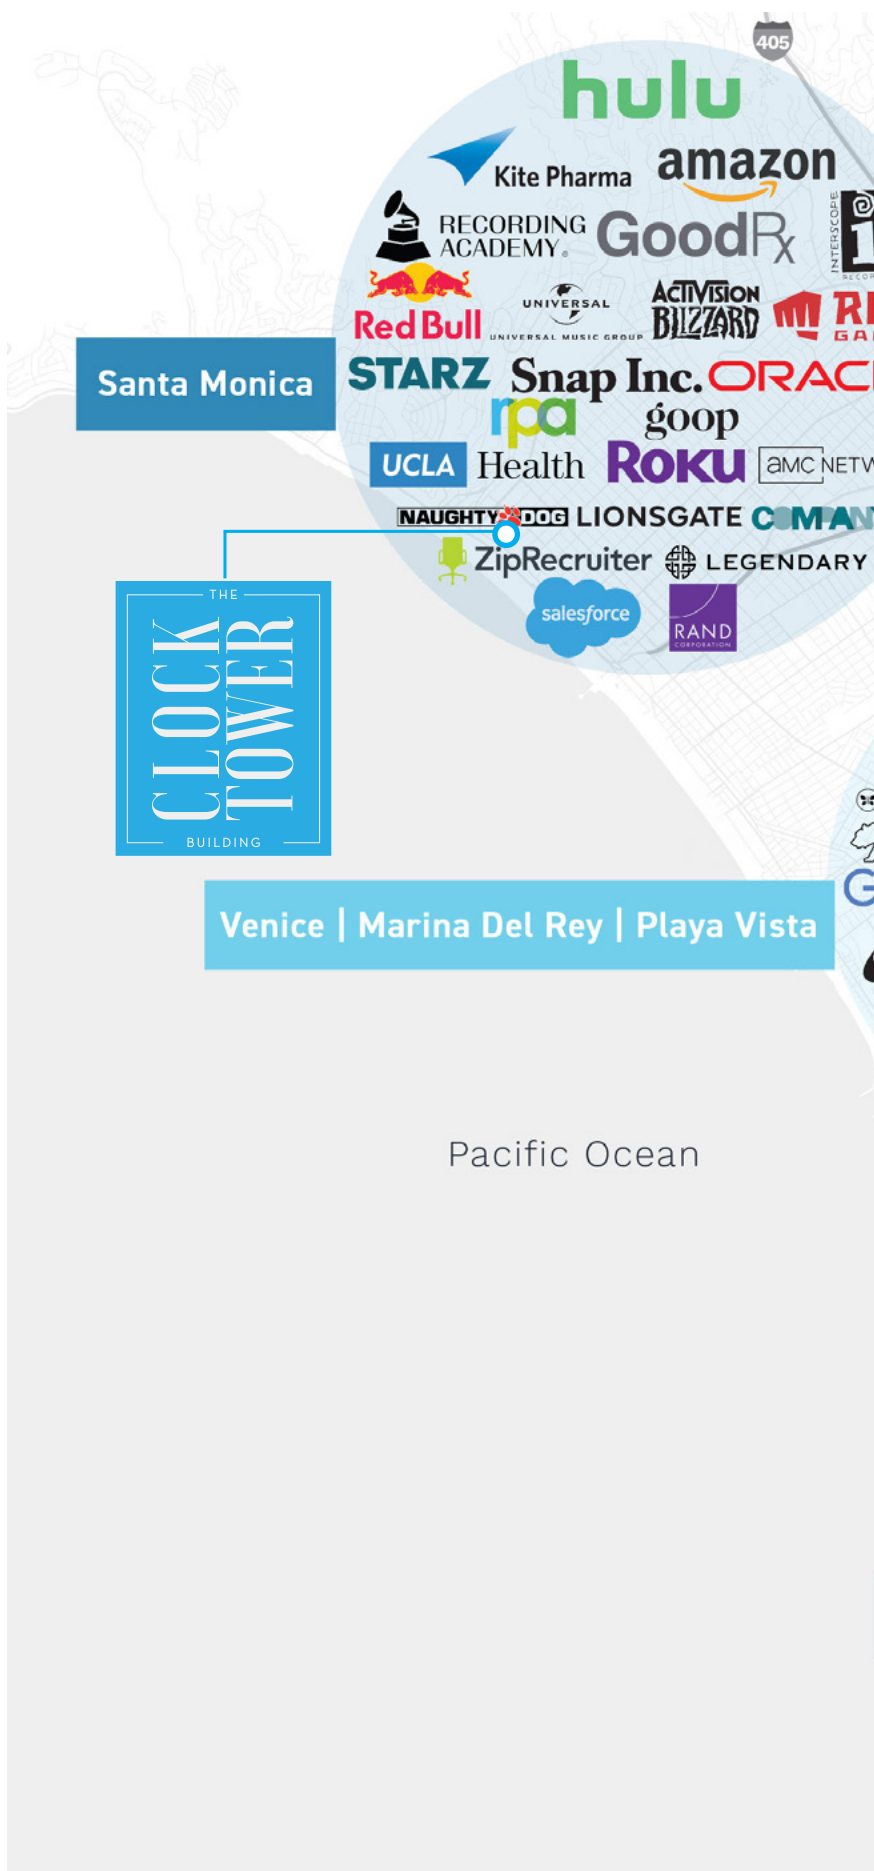 405
hulu
Kite Pharma
amazon
RECORDING
ACADEMY®
GoodRx
INTERSCOPE
Red Bull
UNIVERSAL
UNIVERSAL MUSIC GROUP
ACTIVISION
BLIZZARD
Santa Monica
STARZ
Snap Inc.
rpa
goop
UCLA Health
ROKU
amc
NAUGHTY DOG
LIONSGATE
ZipRecruiter
LEGENDARY
salesforce
RAND
CORPORATION
THE
CLOCK
TOWER
BUILDING
Venice | Marina Del Rey | Playa Vista
Pacific Ocean